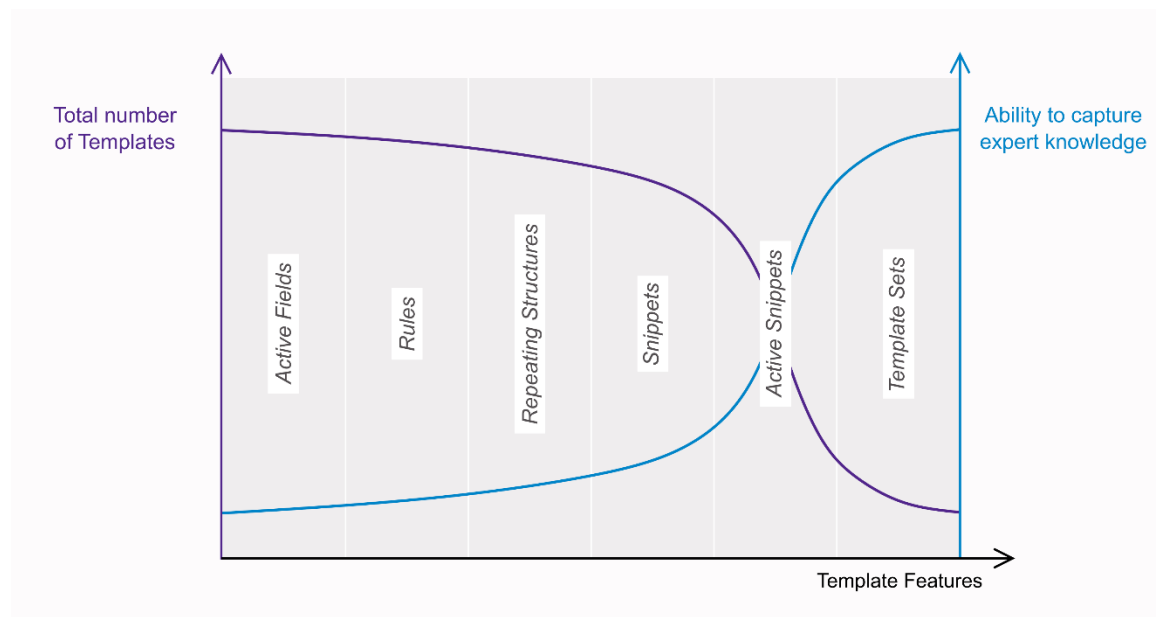 Total number
of Templates
Ability to capture
expert knowledge
Active Fields
Rules
Repeating Structures
Snippets
Active Snippets
Template Sets
Template Features